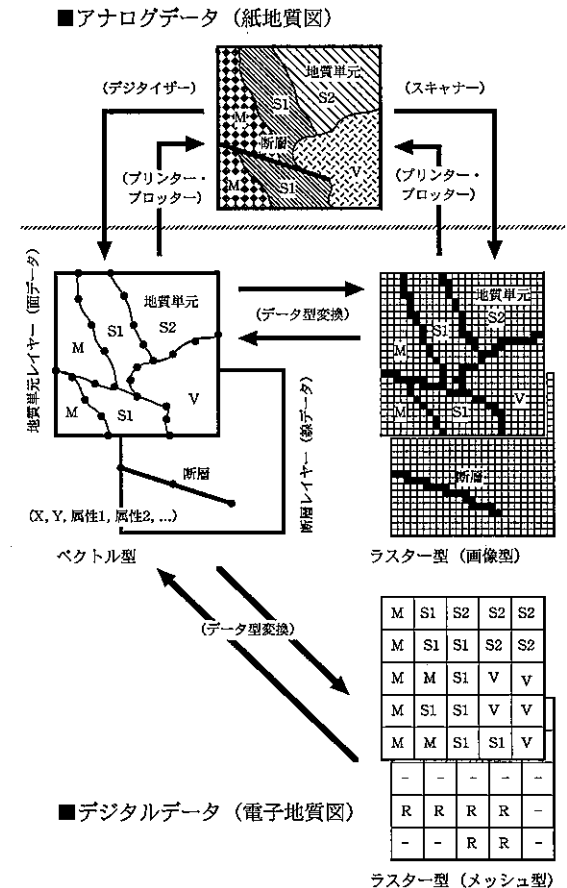 ■アナログデータ（紙地質図）
地質単元
（デジタイザー）
（スキャナー）
M
S1
S2
M
断層
（プリンター・
プロッター）
（プリンター・
プロッター）
M
S1
V
地質単元レイヤー（面データ）
地質単元
S1
S2
M
M
S1
V
（データ型変換）
地質単元
S1
S2
M
M
S1
V
断層レイヤー（線データ）
断層
断層
(X, Y, 属性1, 属性2, ...)
ベクトル型
ラスター型（画像型）
（データ型変換）
M S1 S2 S2 S2
M S1 S1 S2 S2
M M S1 V V
M S1 S1 V V
M M S1 S1 V
- - - - -
R R R R -
- - R R -
■デジタルデータ（電子地質図）
ラスター型（メッシュ型）